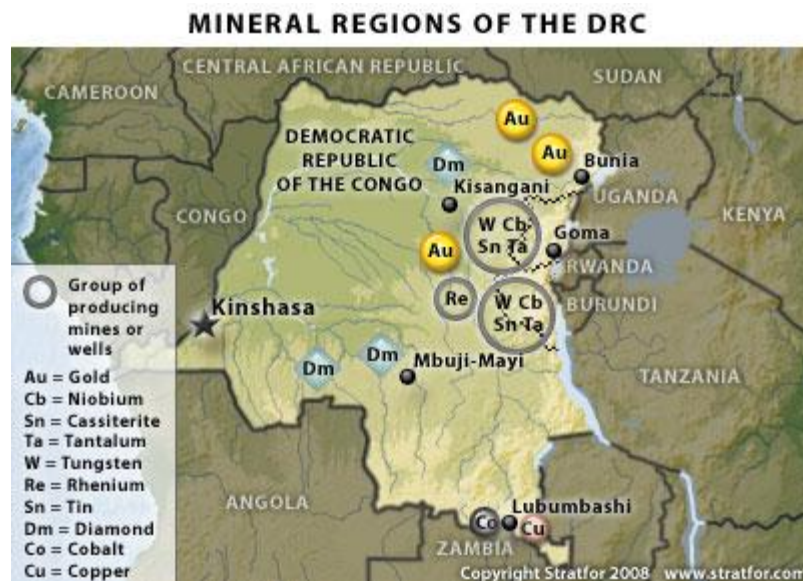 MINERAL REGIONS OF THE DRC
CENTRAL AFRICAN REPUBLIC
SUDAN
CAMEROON
Au
DEMOCRATIC
REPUBLIC
OF THE CONGO
Au
Dm
Bunia
Kisangani
UGANDA
KENYA
CONGO
W Cb
Sn Ta
Goma
Au
RWANDA
Group of
producing
mines or
wells
Re
W Cb
Sn Ta
BURUNDI
Kinshasa
Dm
Dm
Mbuji-Mayi
TANZANIA
Au = Gold
Cb = Niobium
Sn = Cassiterite
Ta = Tantalum
W = Tungsten
Re = Rhenium
Sn = Tin
Dm = Diamond
Co = Cobalt
Cu = Copper
ANGOLA
Lubumbashi
Co
Cu
ZAMBIA
Copyright Stratfor 2008 www.stratfor.com